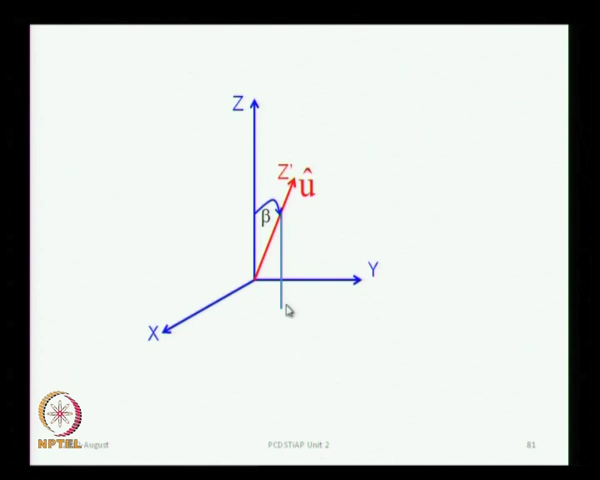 Z
Z'
û
β
Y
X
NPTEL
August
PCDSTIAP Unit 2
81